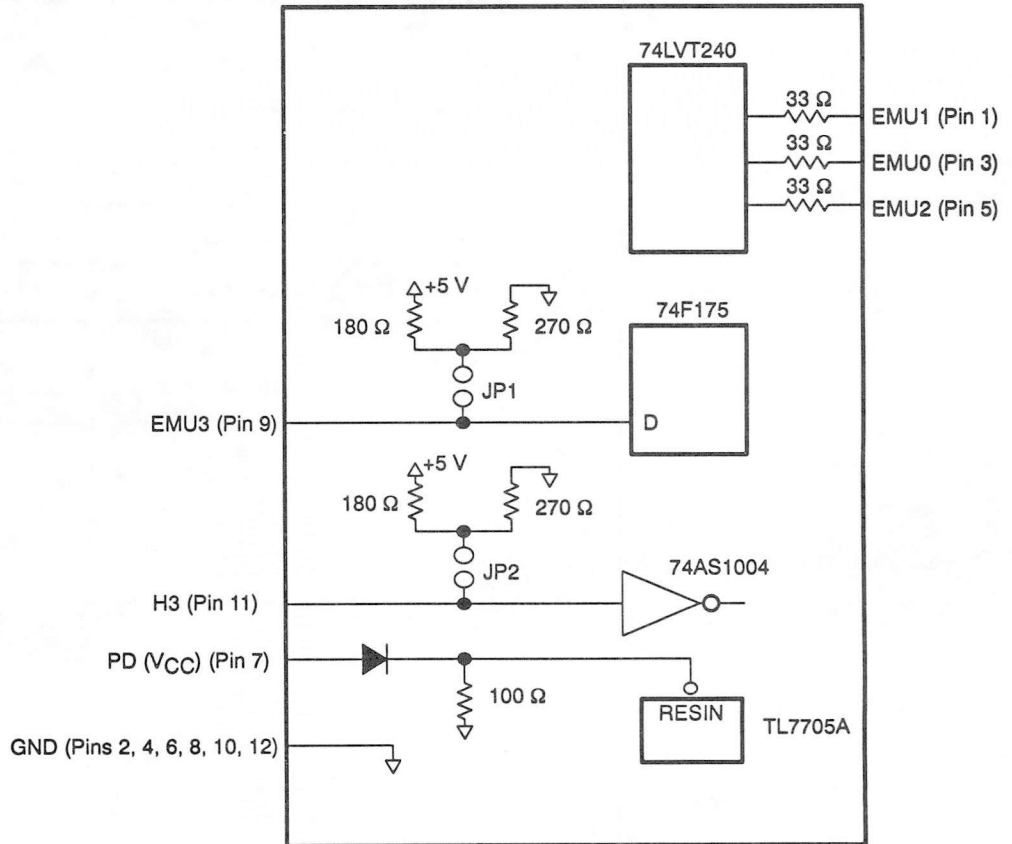 74LVT240
33 Ω
EMU1 (Pin 1)
33 Ω
EMU0 (Pin 3)
33 Ω
EMU2 (Pin 5)
+5 V
180 Ω
270 Ω
74F175
JP1
EMU3 (Pin 9)
D
+5 V
180 Ω
270 Ω
JP2
74AS1004
H3 (Pin 11)
PD (VCC) (Pin 7)
100 Ω
RESIN
TL7705A
GND (Pins 2, 4, 6, 8, 10, 12)